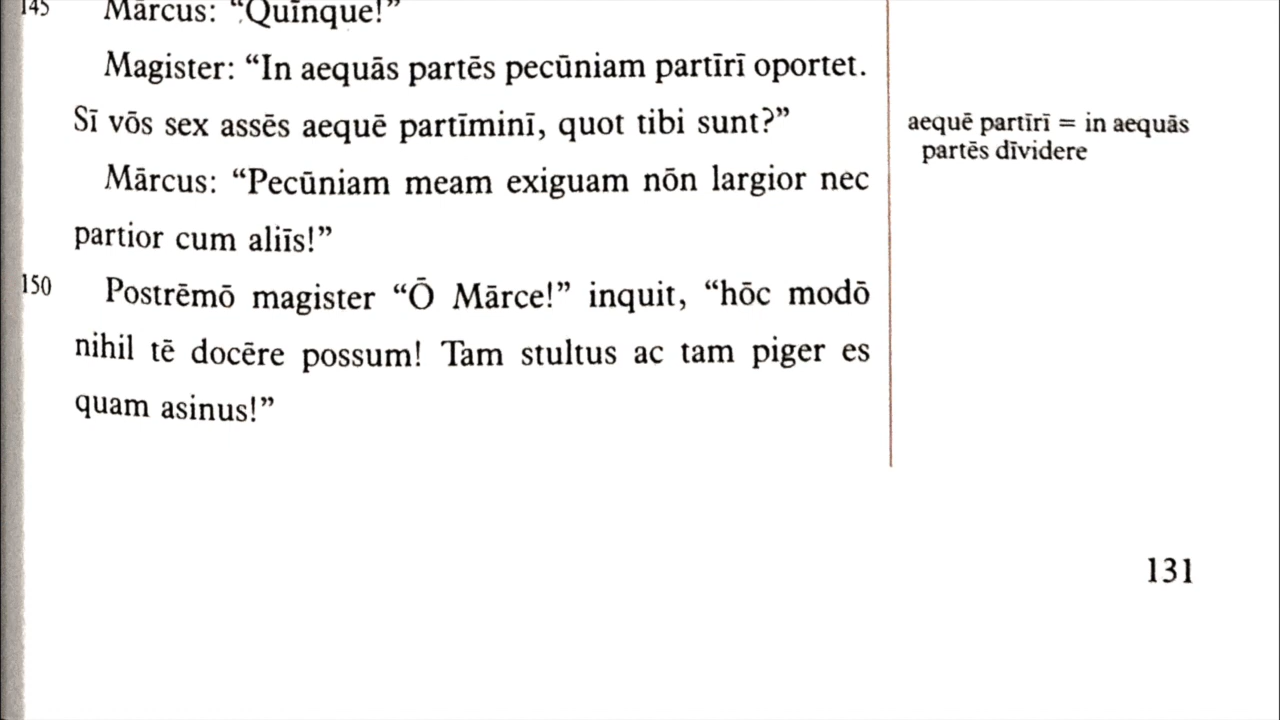 145 Mārcus: “Quīnque!”
Magister: “In aequās partēs pecūniam partīrī oportet.
Sī vōs sex assēs aequē partīminī, quot tibi sunt?”
aequē partīrī = in aequās
partēs dīvidere
Mārcus: “Pecūniam meam exiguam nōn largior nec
partior cum aliīs!”
150 Postrēmō magister “Ō Mārce!” inquit, “hōc modō
nihil tē docēre possum! Tam stultus ac tam piger es
quam asinus!”
131